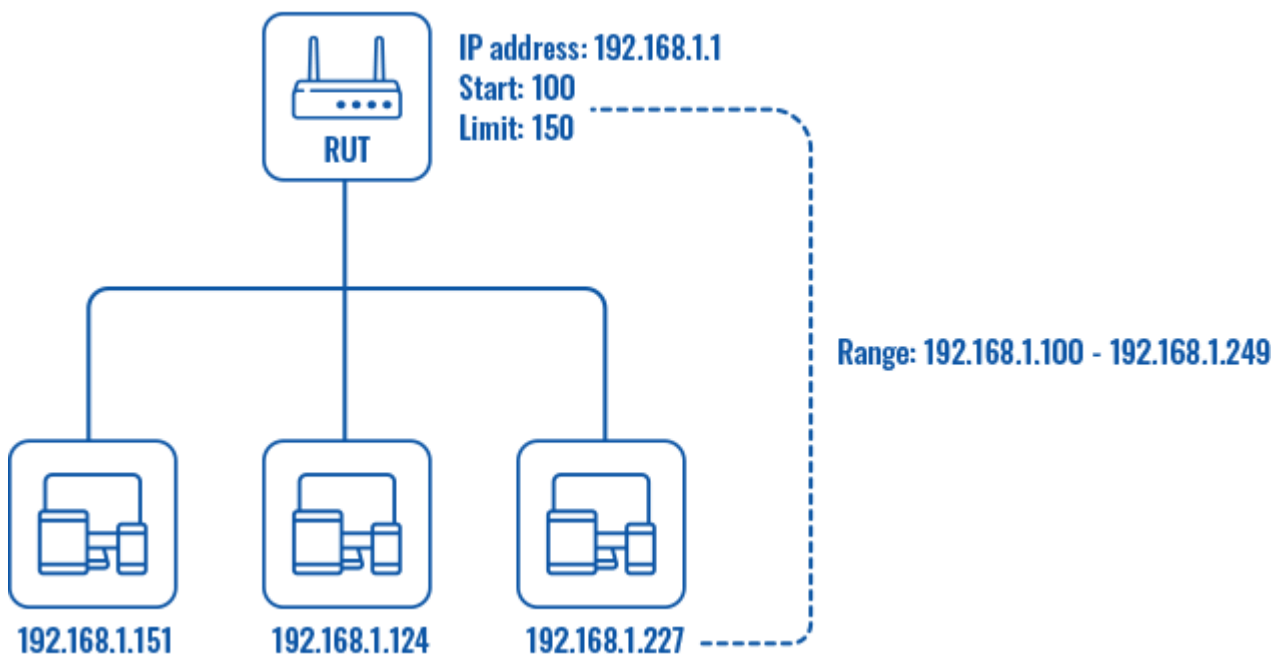 IP address: 192.168.1.1
Start: 100
Limit: 150
RUT
Range: 192.168.1.100 - 192.168.1.249
192.168.1.151
192.168.1.124
192.168.1.227